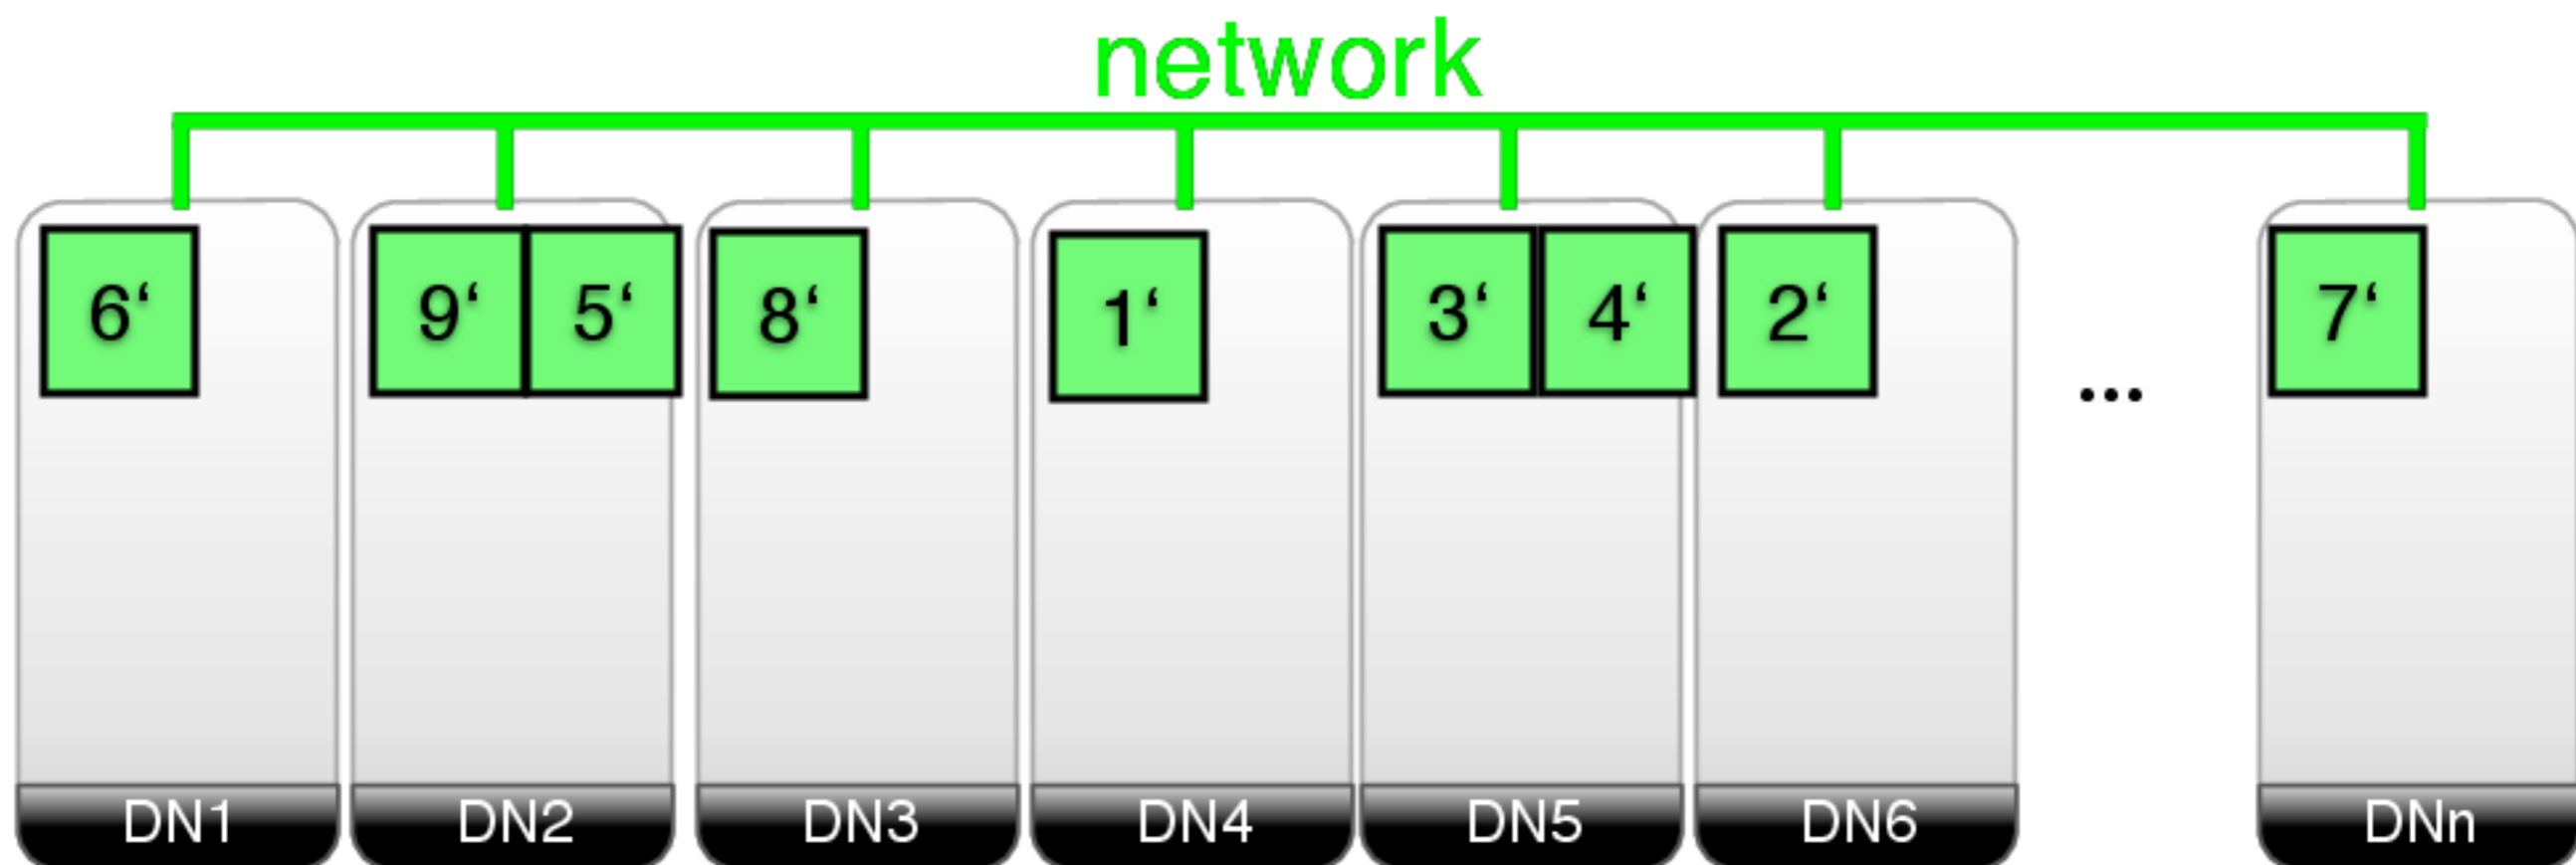 network
6‘ 9‘ 5‘ 8‘ 1‘ 3‘ 4‘ 2‘ 7‘
...
DN1 DN2 DN3 DN4 DN5 DN6 DNn